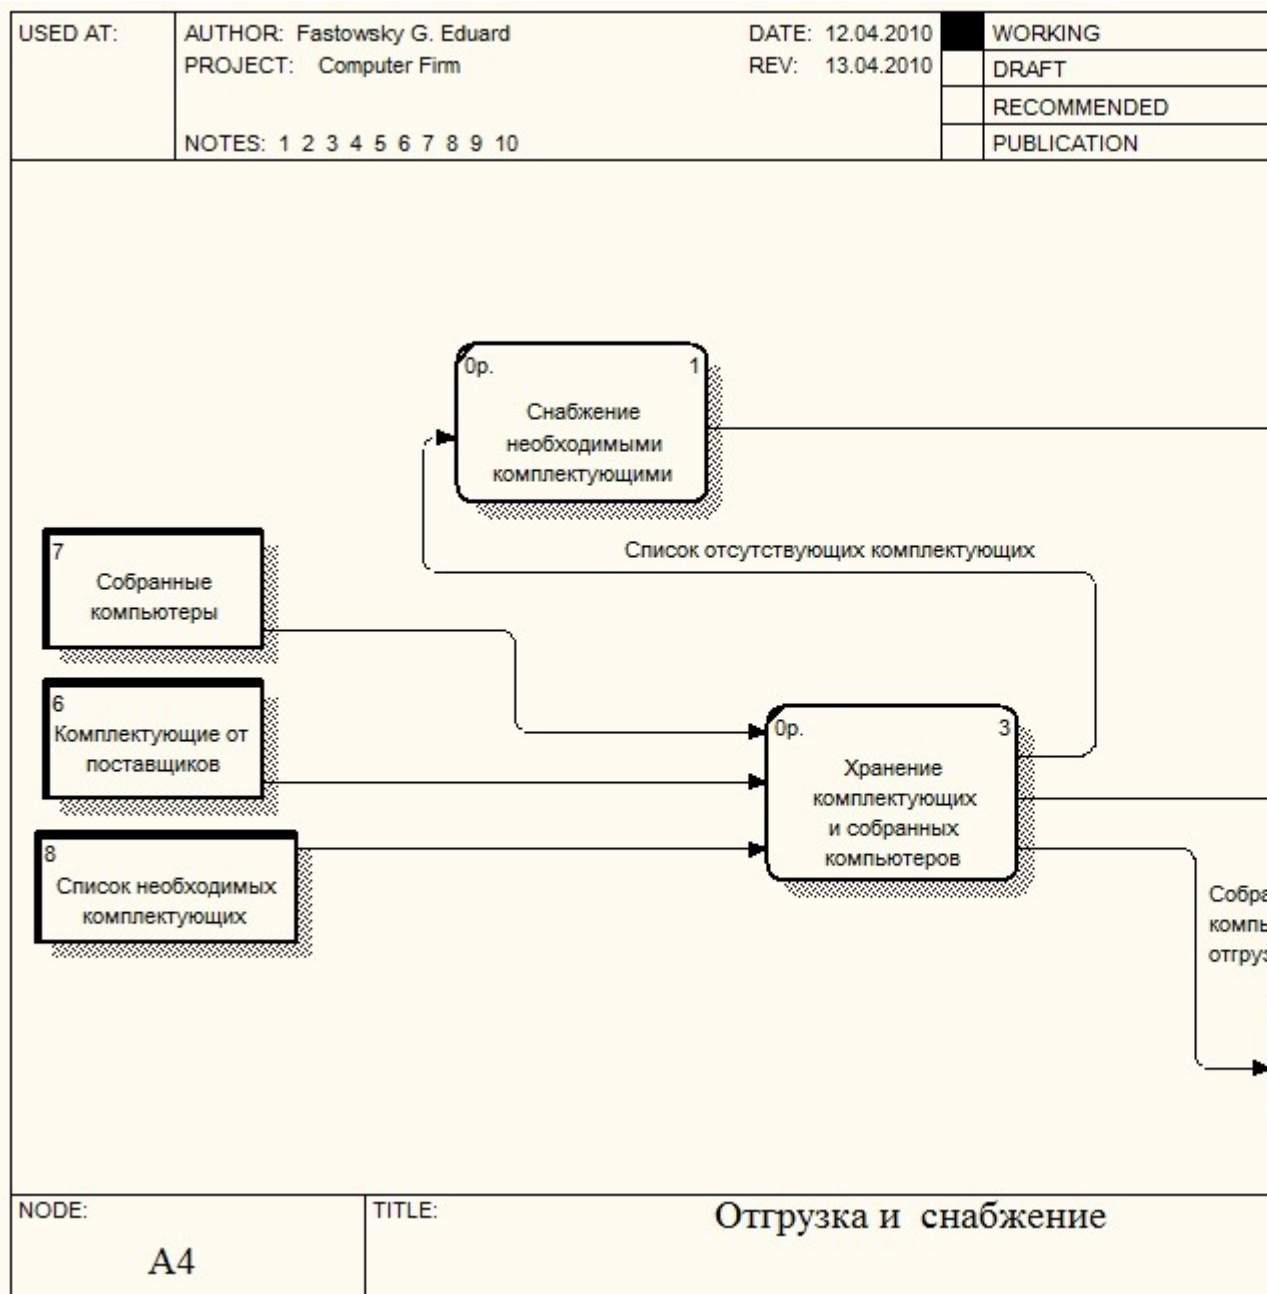 USED AT:
AUTHOR: Fastowsky G. Eduard
DATE: 12.04.2010
WORKING
PROJECT: Computer Firm
REV: 13.04.2010
DRAFT
RECOMMENDED
NOTES: 1 2 3 4 5 6 7 8 9 10
PUBLICATION
0р. 1
Снабжение
необходимыми
комплектующими
Список отсутствующих комплектующих
7
Собранные
компьютеры
6
Комплектующие от
поставщиков
0р. 3
Хранение
комплектующих
и собранных
компьютеров
8
Список необходимых
комплектующих
NODE:
A4
TITLE:
Отгрузка и снабжение